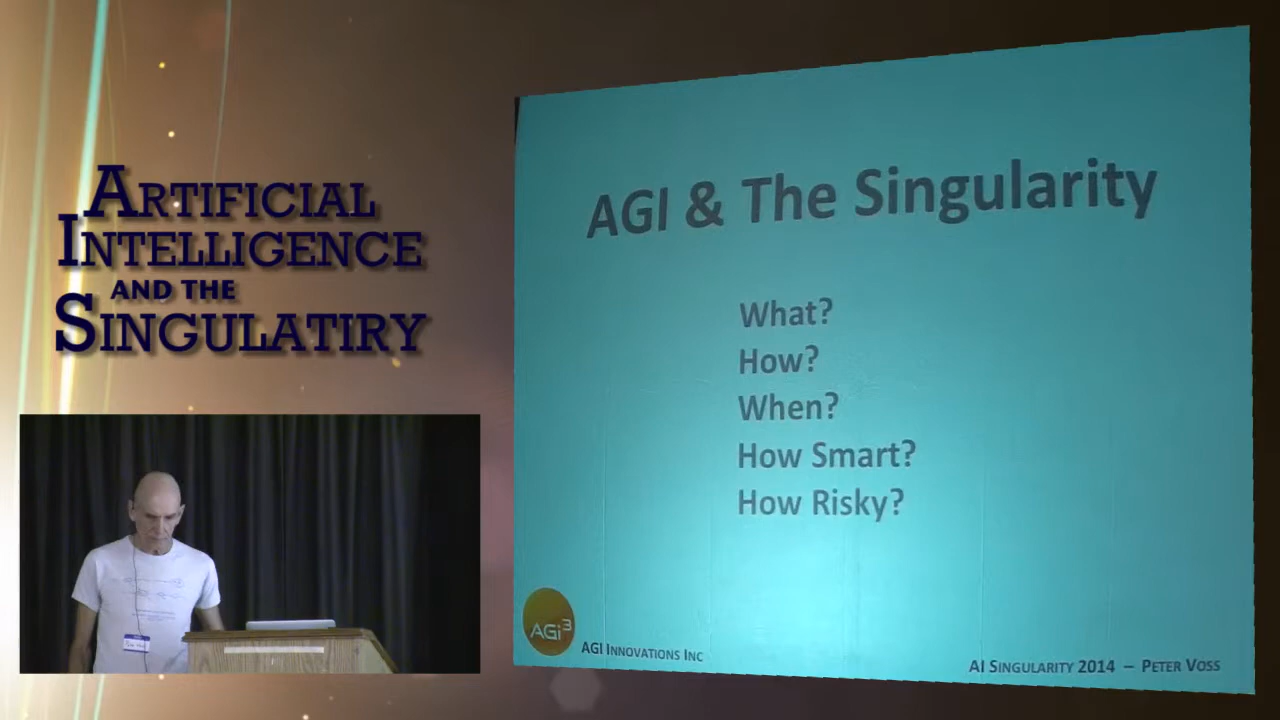 ARTIFICIAL
INTELLIGENCE
AND THE
SINGULATIRY
AGI & The Singularity
What?
How?
When?
How Smart?
How Risky?
AGi3
AGI INNOVATIONS INC
AI SINGULARITY 2014 – PETER VOSS